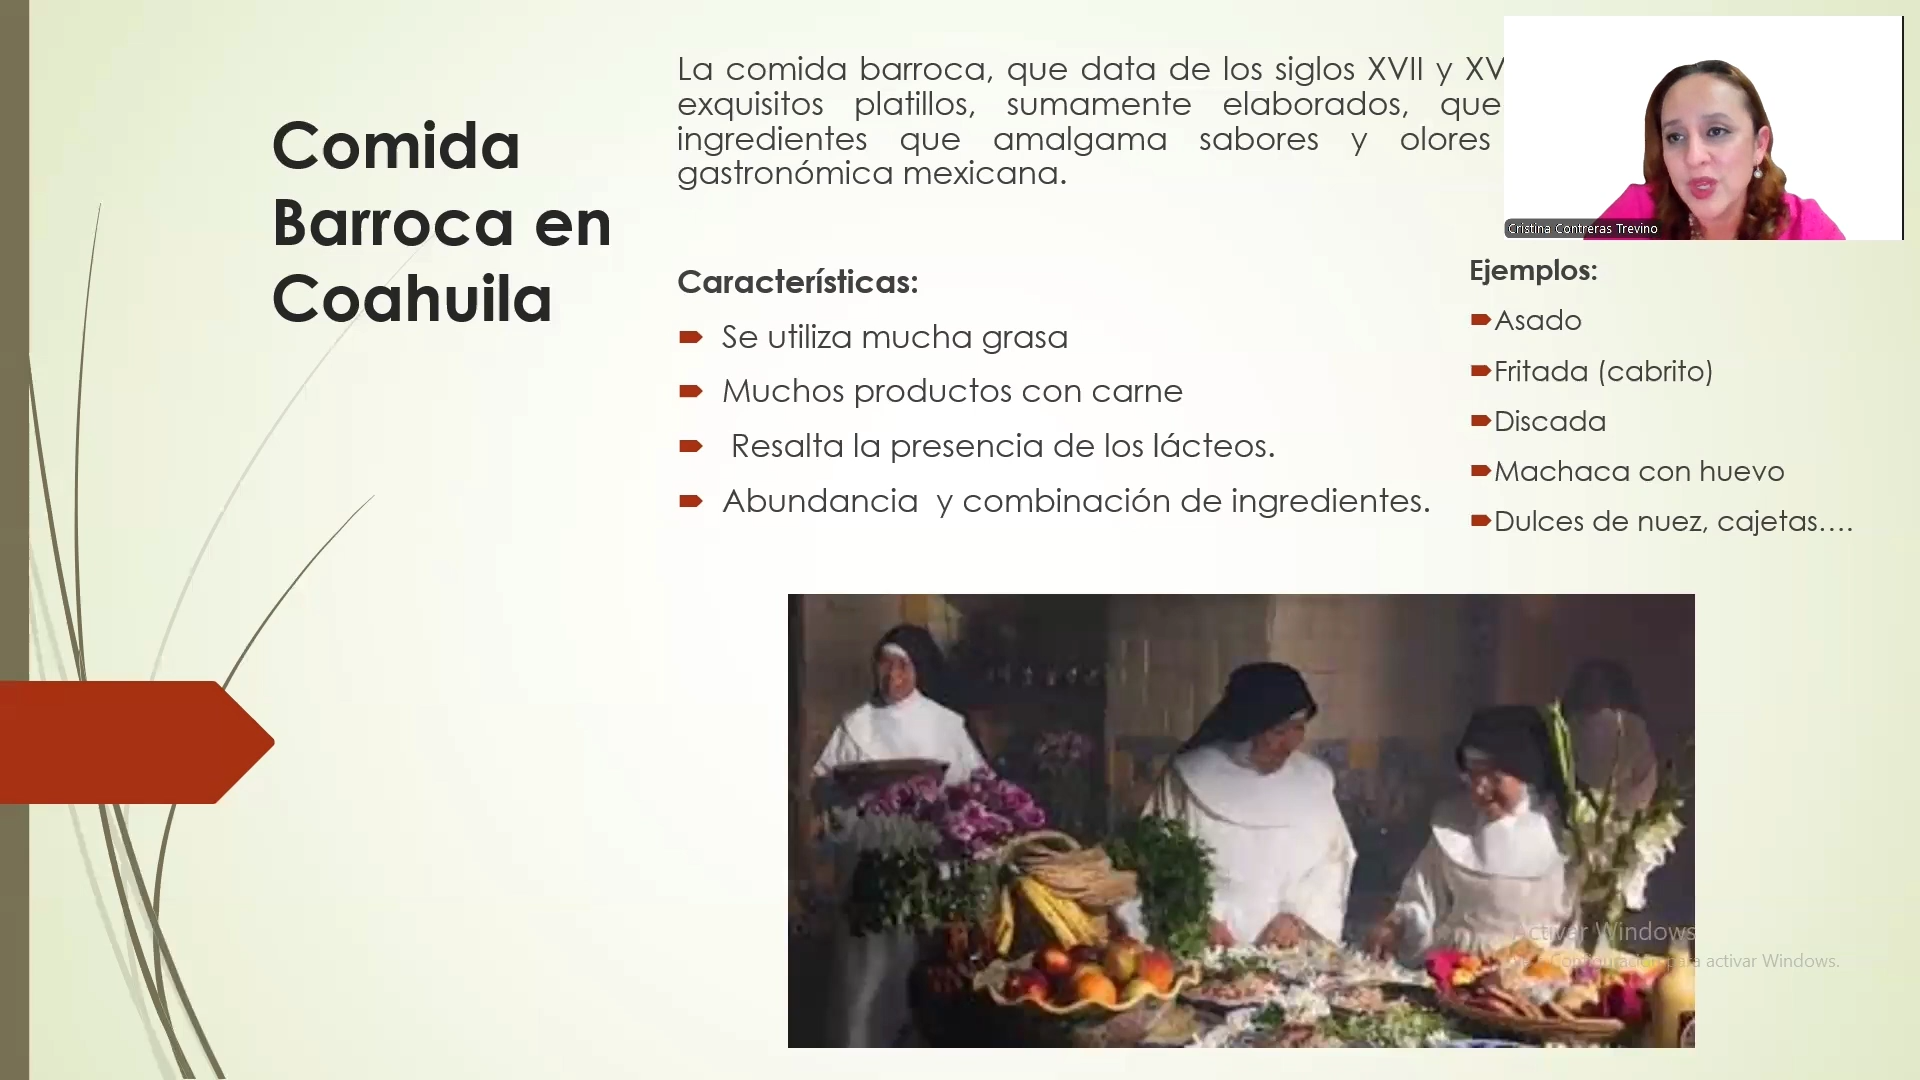 Comida
Barroca en
Coahuila
La comida barroca, que data de los siglos XVII y
exquisitos platillos, sumamente elaborados, que
ingredientes que amalgama sabores y olores
gastronómica mexicana.
Cristina Contreras Trevino
Características:
Se utiliza mucha grasa
Muchos productos con carne
Resalta la presencia de los lácteos.
Abundancia y combinación de ingredientes.
Ejemplos:
Asado
Fritada (cabrito)
Discada
Machaca con huevo
Dulces de nuez, cajetas....
Activar Windows
Configuración para activar Windows.